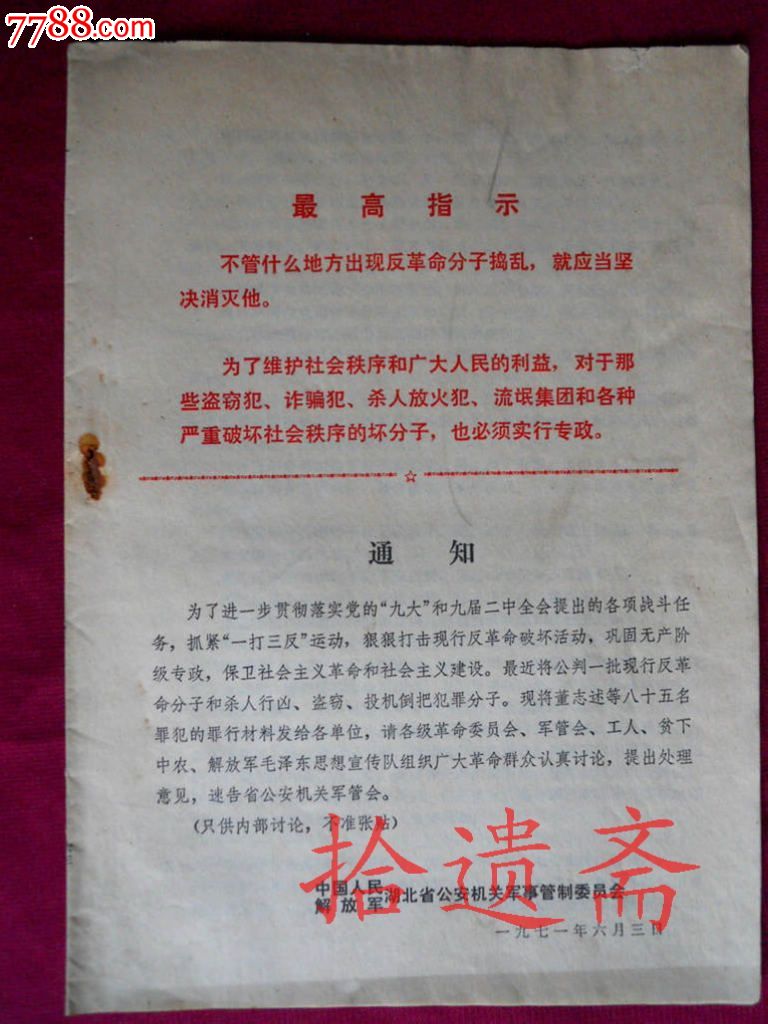 7788.com
最高指示
不管什么地方出现反革命分子捣乱，就应当坚
决消灭他。
为了维护社会秩序和广大人民的利益，对于那
些盗窃犯、诈骗犯、杀人放火犯、流氓集团和各种
严重破坏社会秩序的坏分子，也必须实行专政。
通知
为了进一步贯彻落实党的“九大”和九届二中全会提出的各项战斗任
务，抓紧“一打三反”运动，狠狠打击现行反革命破坏活动，巩固无产阶
级专政，保卫社会主义革命和社会主义建设。最近将公判一批现行反革
命分子和杀人行凶、盗窃、投机倒把犯罪分子。现将董志述等八十五名
罪犯的罪行材料发给各单位，请各级革命委员会、军管会、工人、贫下
中农、解放军毛泽东思想宣传队组织广大革命群众认真讨论，提出处理
意见，速告省公安机关军管会。
（只供内部讨论，不准张贴）
拾遗斋
中国人民
解放军湖北省公安机关军事管制委员会
一九七一年六月三日